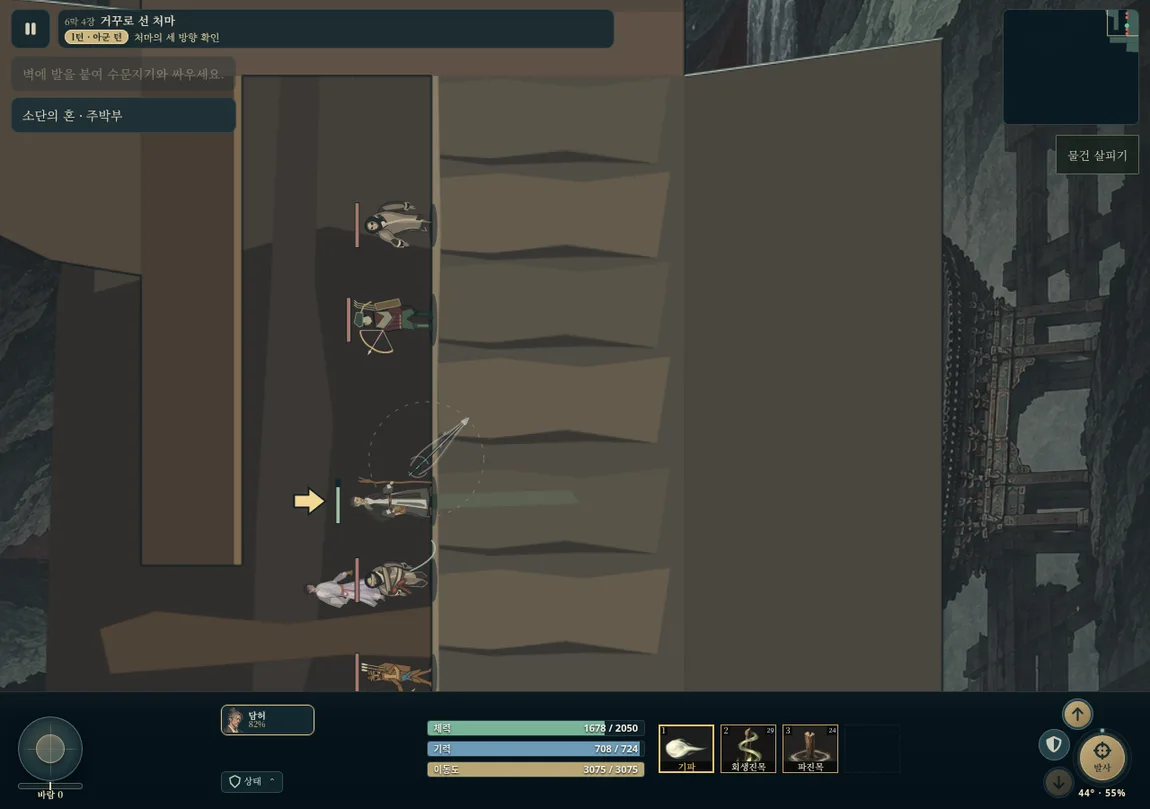 6막 4장 거꾸로 선 처마
1턴 · 아군 턴 처마의 세 방향 확인
벽에 발을 붙여 수문지기와 싸우세요.
소단의 혼 · 주박부
물건 살피기
담허
82%
상태
체력 1678 / 2050
기력 708 / 724
이동도 3075 / 3075
1 기파
2 29 회생진목
3 24 파진목
바람 0
발사
44° · 55%